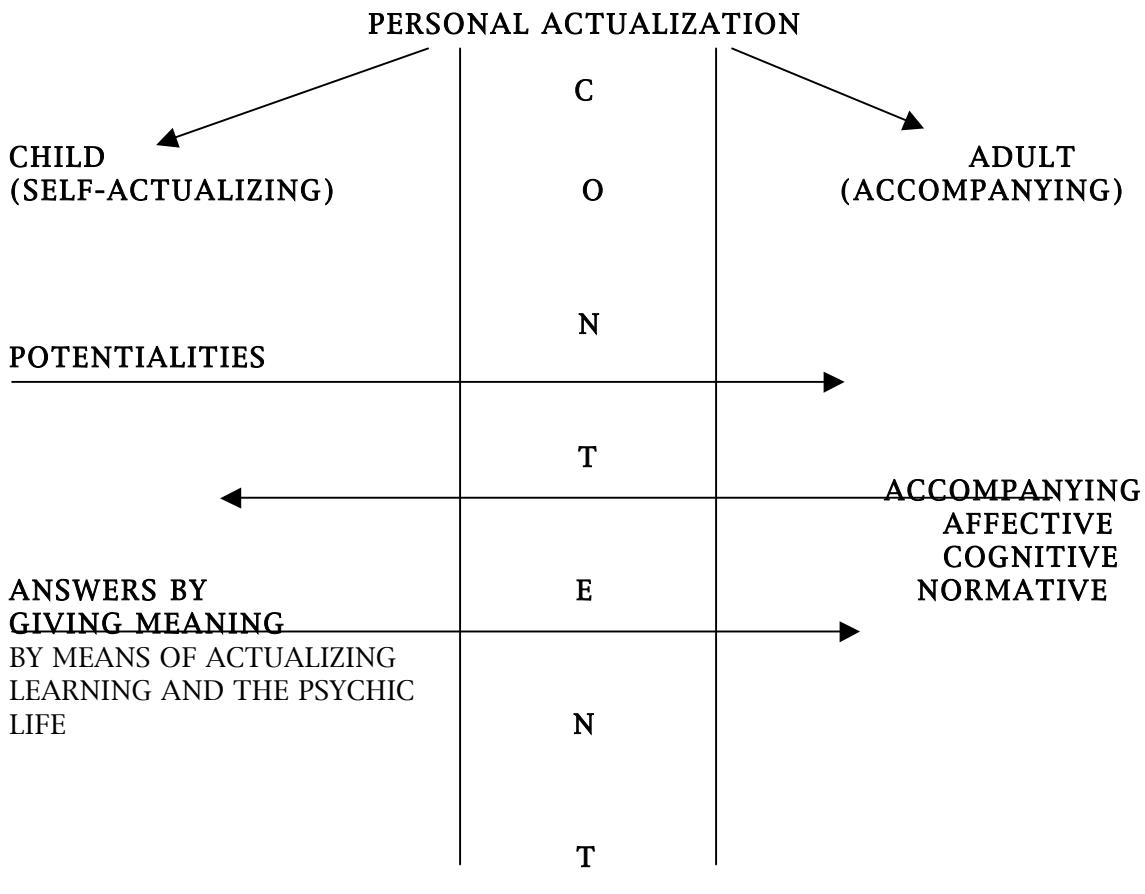 PERSONAL ACTUALIZATION
C
CHILD
ADULT
(SELF-ACTUALIZING)
O
(ACCOMPANYING)
N
POTENTIALITIES
T
ACCOMPANYING
AFFECTIVE
COGNITIVE
ANSWERS BY
E
NORMATIVE
GIVING MEANING
BY MEANS OF ACTUALIZING
LEARNING AND THE PSYCHIC
LIFE
N
T